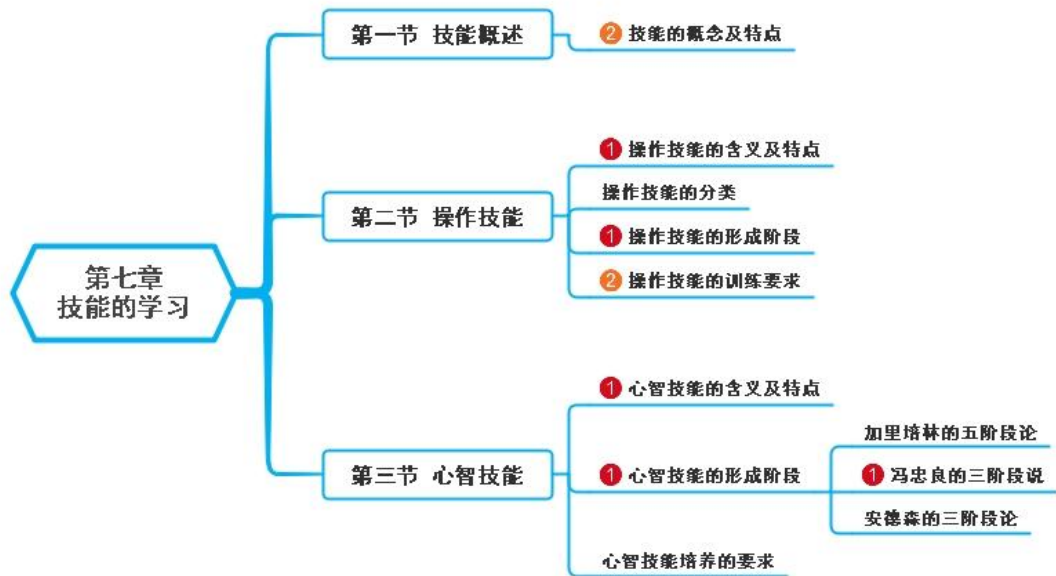 第七章
技能的学习
第一节 技能概述
2 技能的概念及特点
第二节 操作技能
1 操作技能的含义及特点
操作技能的分类
1 操作技能的形成阶段
2 操作技能的训练要求
第三节 心智技能
1 心智技能的含义及特点
1 心智技能的形成阶段
加里培林的五阶段论
1 冯忠良的三阶段说
安德森的三阶段论
心智技能培养的要求